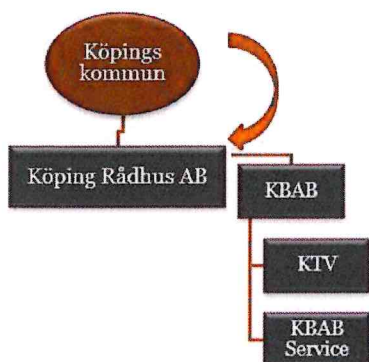 Köpings
kommun
Köping Rådhus AB
KBAB
KTV
KBAB
Service